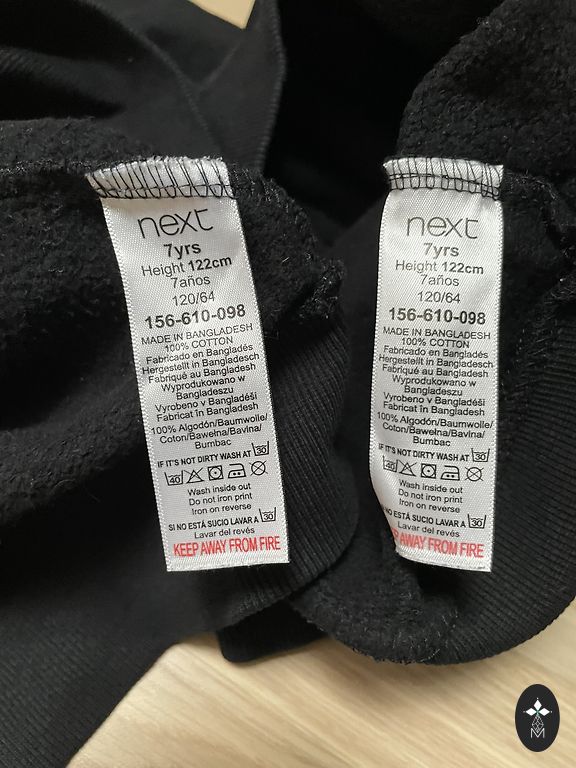 next
7yrs
Height 122cm
7años
120/64
156-610-098
MADE IN BANGLADESH
100% COTTON
Fabricado en Bangladés
Hergestellt in Bangladesch
Fabriqué au Bangladesh
Wyprodukowano w
Bangladeszu
Vyrobeno v Bangladéši
Fabricat în Bangladesh
100% Algodón/Baumwolle/
Coton/Bawełna/Bavlna/
Bumbac
IF IT'S NOT DIRTY WASH AT 30
40
Wash inside out
Do not iron print
Iron on reverse
SI NO ESTÁ SUCIO LAVAR A 30
Lavar del revés
KEEP AWAY FROM FIRE
next
7yrs
Height 122cm
7años
120/64
156-610-098
MADE IN BANGLADESH
100% COTTON
Fabricado en Bangladés
Hergestellt in Bangladesch
Fabriqué au Bangladesh
Wyprodukowano w
Bangladeszu
Vyrobeno v Bangladéši
Fabricat în Bangladesh
100% Algodón/Baumwolle/
Coton/Bawełna/Bavlna/
Bumbac
IF IT'S NOT DIRTY WASH AT 30
40
Wash inside out
Do not iron print
Iron on reverse
SI NO ESTÁ SUCIO LAVAR A 30
Lavar del revés
AWAY FROM FIRE
M